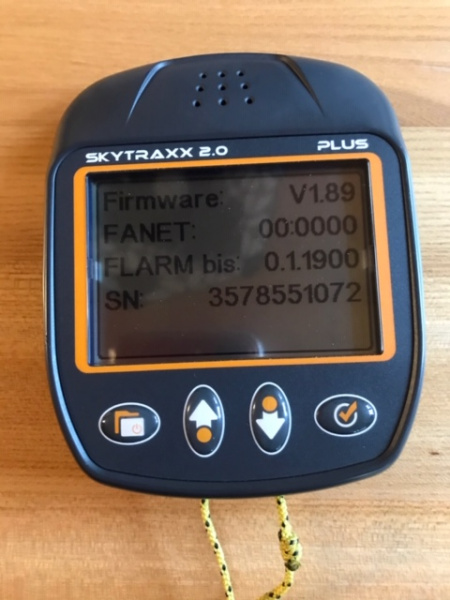 SKYTRAXX 2.0 PLUS
Firmware: V1.89
FANET: 00:0000
FLARM bis: 0.1.1900
SN: 3578551072